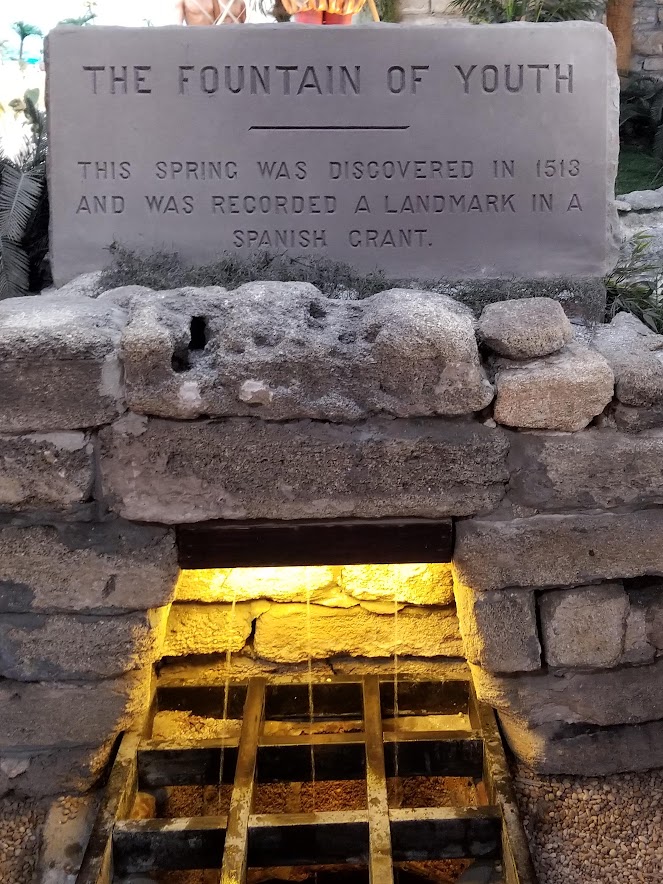 THE FOUNTAIN OF YOUTH
THIS SPRING WAS DISCOVERED IN 1513
AND WAS RECORDED A LANDMARK IN A
SPANISH GRANT.